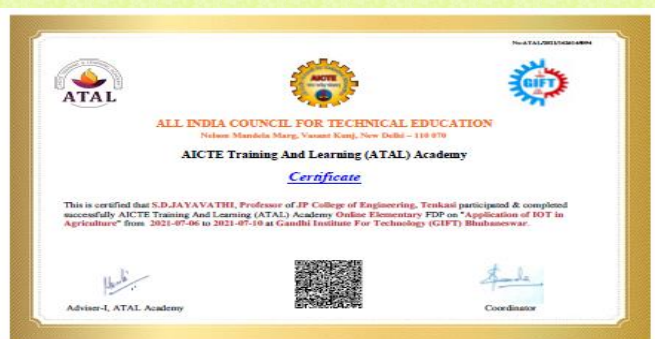 ATAL
AICTE
GIFT
ALL INDIA COUNCIL FOR TECHNICAL EDUCATION
Nelson Mandela Marg, Vasant Kunj, New Delhi – 110 070
AICTE Training And Learning (ATAL) Academy
Certificate
This is certified that S.D.JAYAVATHI, Professor of JP College of Engineering, Tenkasi participated & completed
successfully AICTE Training And Learning (ATAL) Academy Online Elementary FDP on "Application of IOT in
Agriculture" from 2021-07-06 to 2021-07-10 at Gandhi Institute For Technology (GIFT) Bhubaneswar.
Adviser-I, ATAL Academy
Coordinator